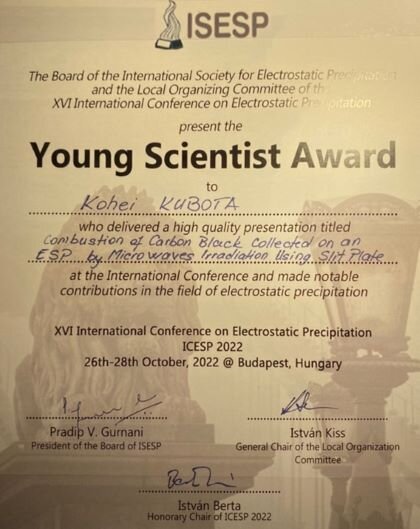 ISESP
The Board of the International Society for Electrostatic Precipitation
and the Local Organizing Committee of the
XVI International Conference on Electrostatic Precipitation
present the
Young Scientist Award
to
Kohei KUBOTA
who delivered a high quality presentation titled
Combustion of Carbon Black Collected on an
ESP by Microwaves Irradiation Using Slit Plate
at the International Conference and made notable
contributions in the field of electrostatic precipitation
XVI International Conference on Electrostatic Precipitation
ICESP 2022
26th-28th October, 2022 @ Budapest, Hungary
Pradip V. Gurnani
President of the Board of ISESP
István Kiss
General Chair of the Local Organization
Committee
István Berta
Honorary Chair of ICESP 2022